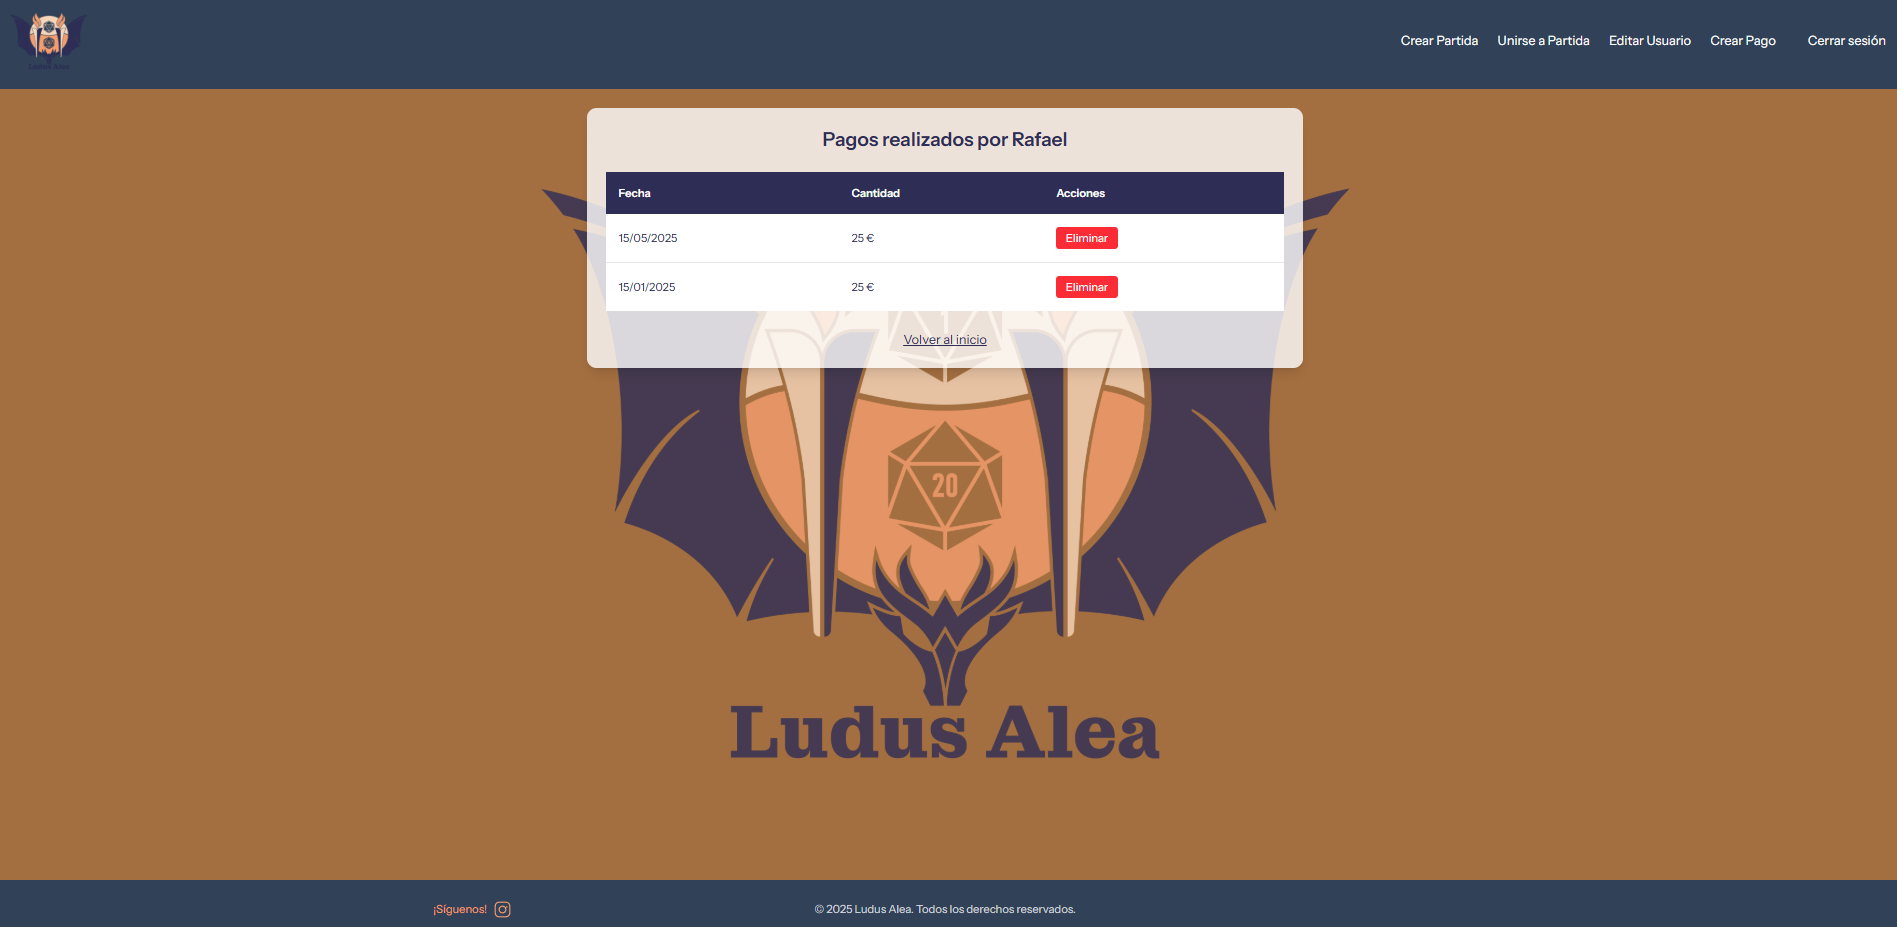 Ludus Alea
Crear Partida Unirse a Partida Editar Usuario Crear Pago Cerrar sesión
Pagos realizados por Rafael
Fecha Cantidad Acciones
15/05/2025 25 € Eliminar
15/01/2025 25 € Eliminar
Volver al inicio
20
Ludus Alea
¡Síguenos! © 2025 Ludus Alea. Todos los derechos reservados.